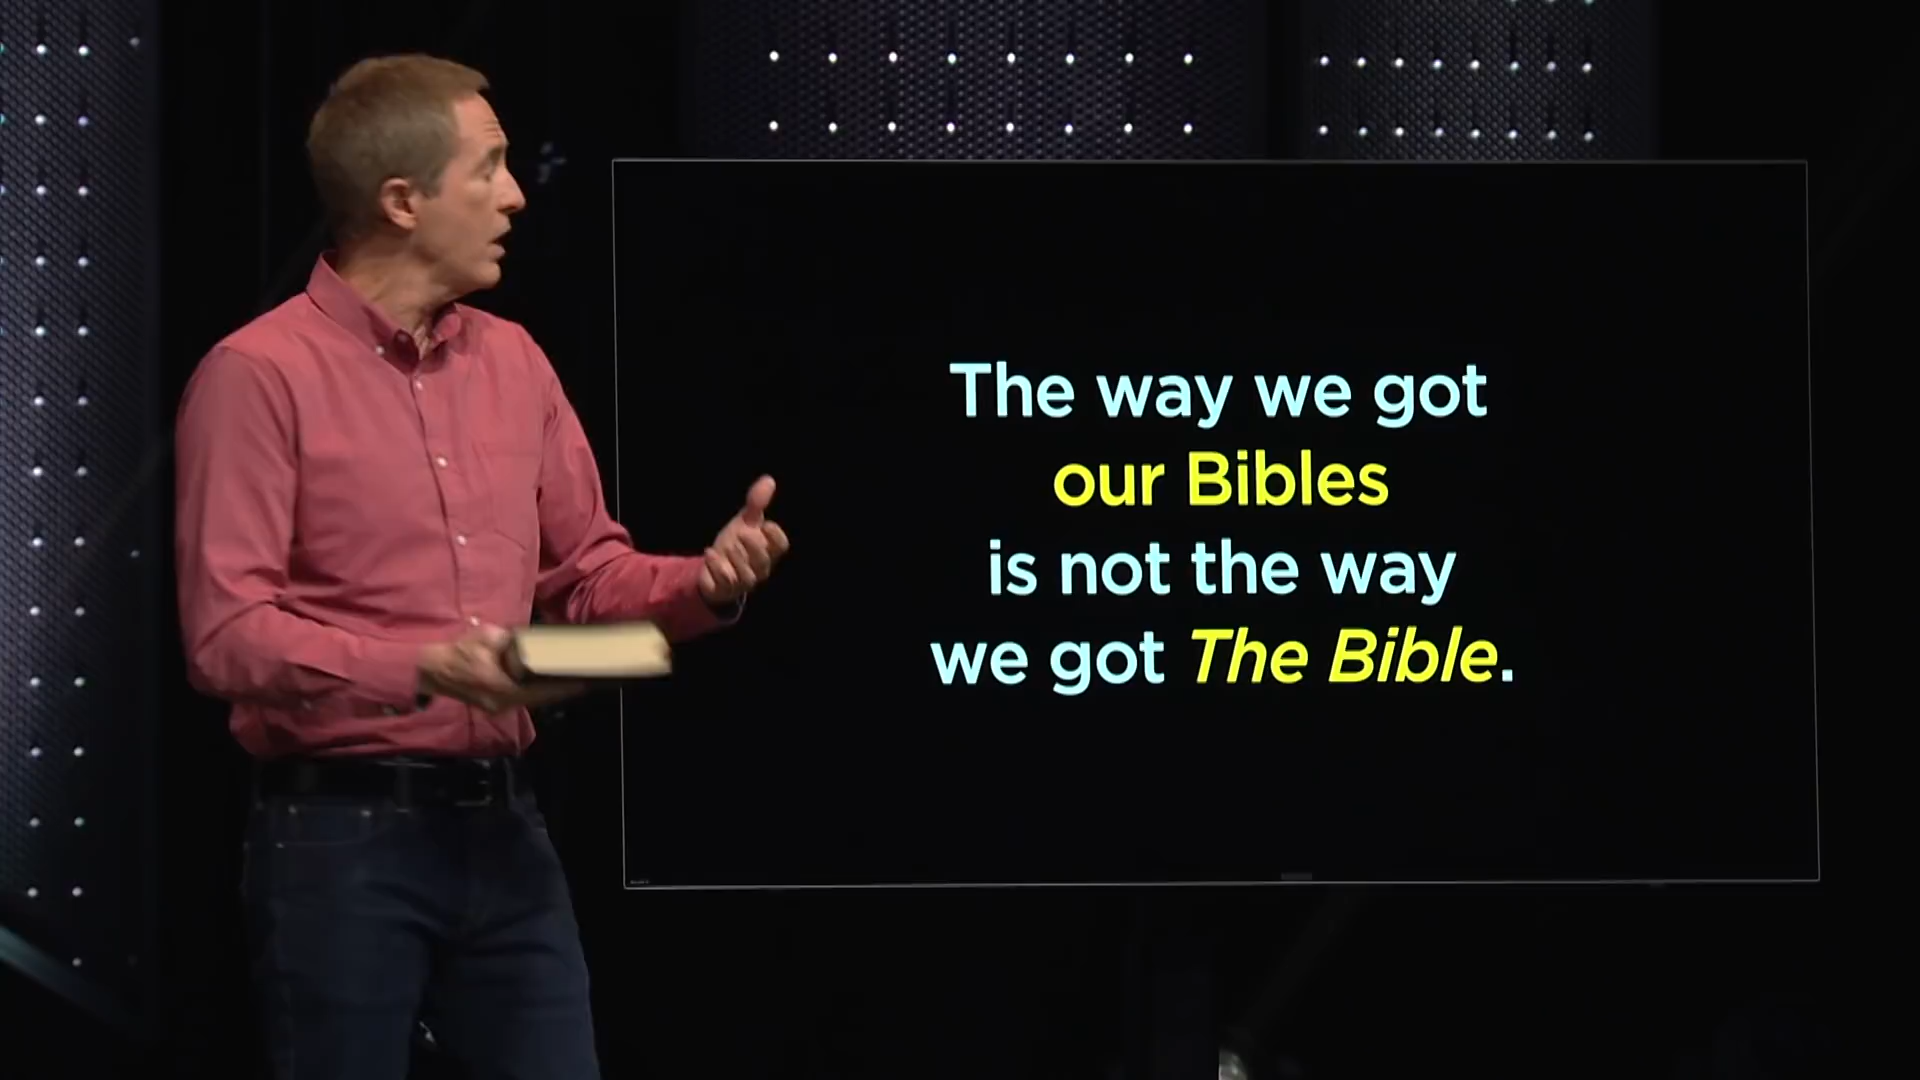 The way we got
our Bibles
is not the way
we got The Bible.